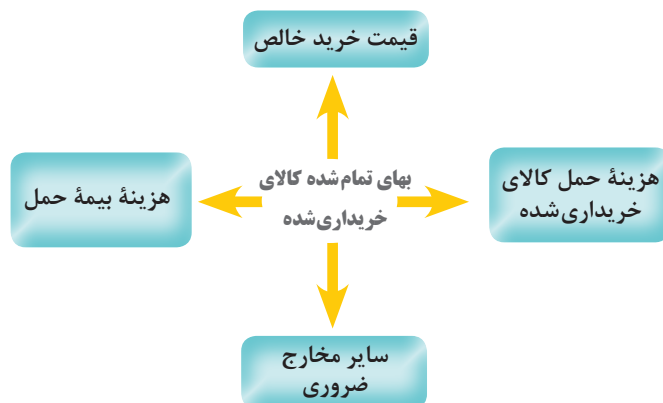 قیمت خرید خالص
هزینهٔ حمل کالای
خریداری‌شده
بهای تمام‌شده کالای
خریداری‌شده
هزینهٔ بیمهٔ حمل
سایر مخارج
ضروری